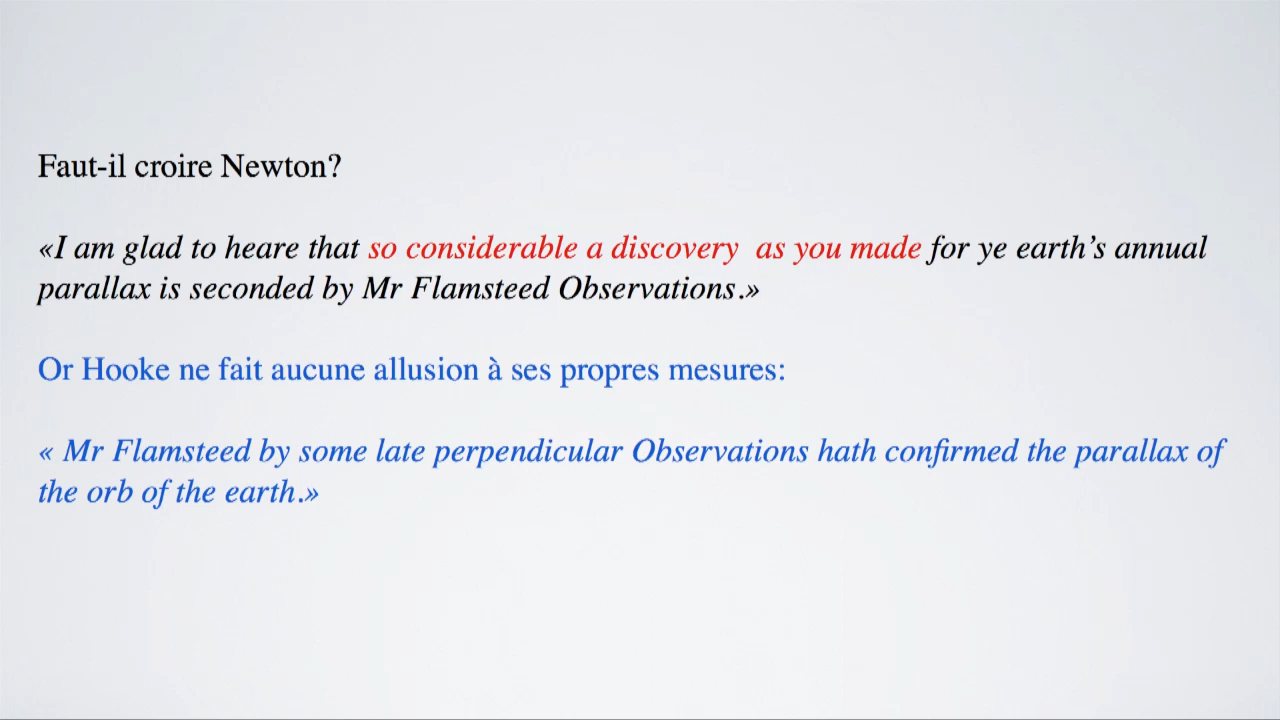 Faut-il croire Newton?
«I am glad to heare that so considerable a discovery as you made for ye earth’s annual
parallax is seconded by Mr Flamsteed Observations.»
Or Hooke ne fait aucune allusion à ses propres mesures:
« Mr Flamsteed by some late perpendicular Observations hath confirmed the parallax of
the orb of the earth.»